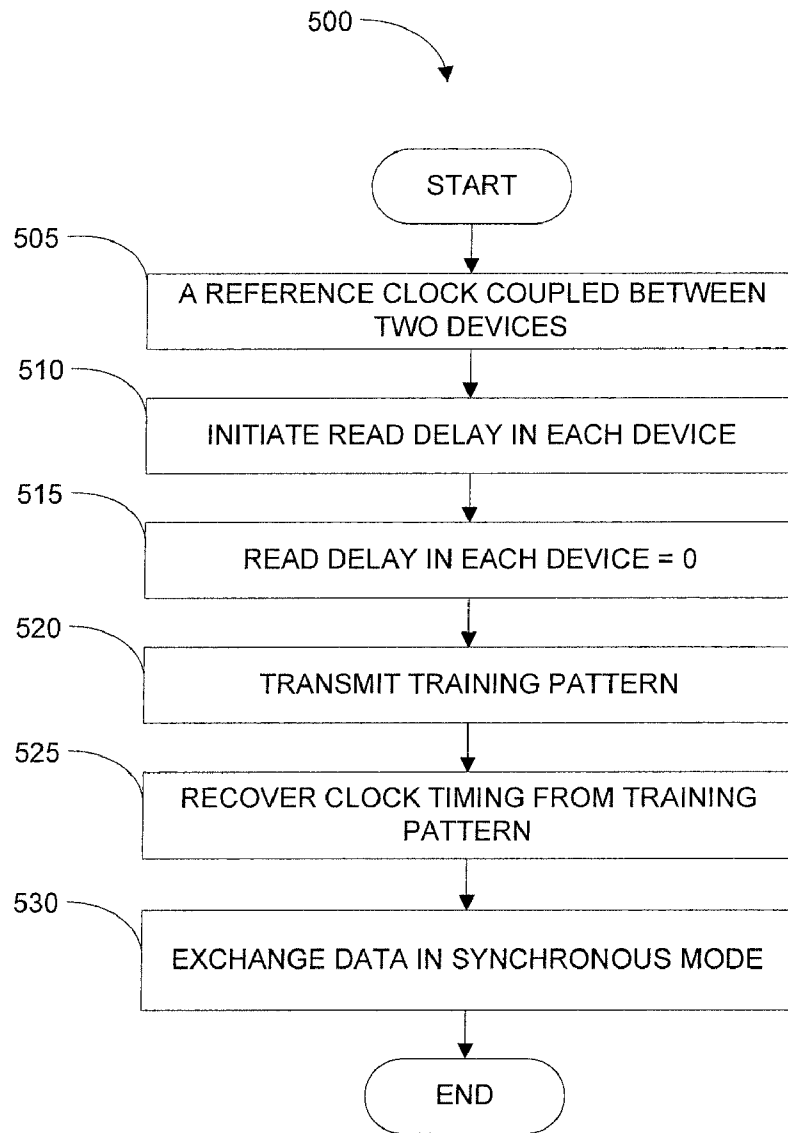 500
START
505
A REFERENCE CLOCK COUPLED BETWEEN
TWO DEVICES
510
INITIATE READ DELAY IN EACH DEVICE
515
READ DELAY IN EACH DEVICE = 0
520
TRANSMIT TRAINING PATTERN
525
RECOVER CLOCK TIMING FROM TRAINING
PATTERN
530
EXCHANGE DATA IN SYNCHRONOUS MODE
END